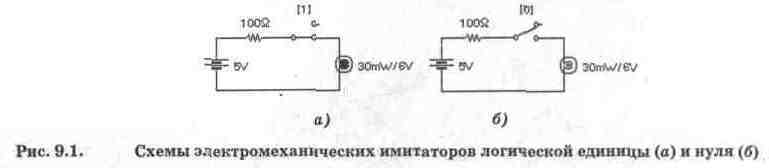 [1]
100Ω
5V
30mW/6V
а)
[0]
100Ω
5V
30mW/6V
б)
Рис. 9.1. Схемы электромеханических имитаторов логической единицы (а) и нуля (б)